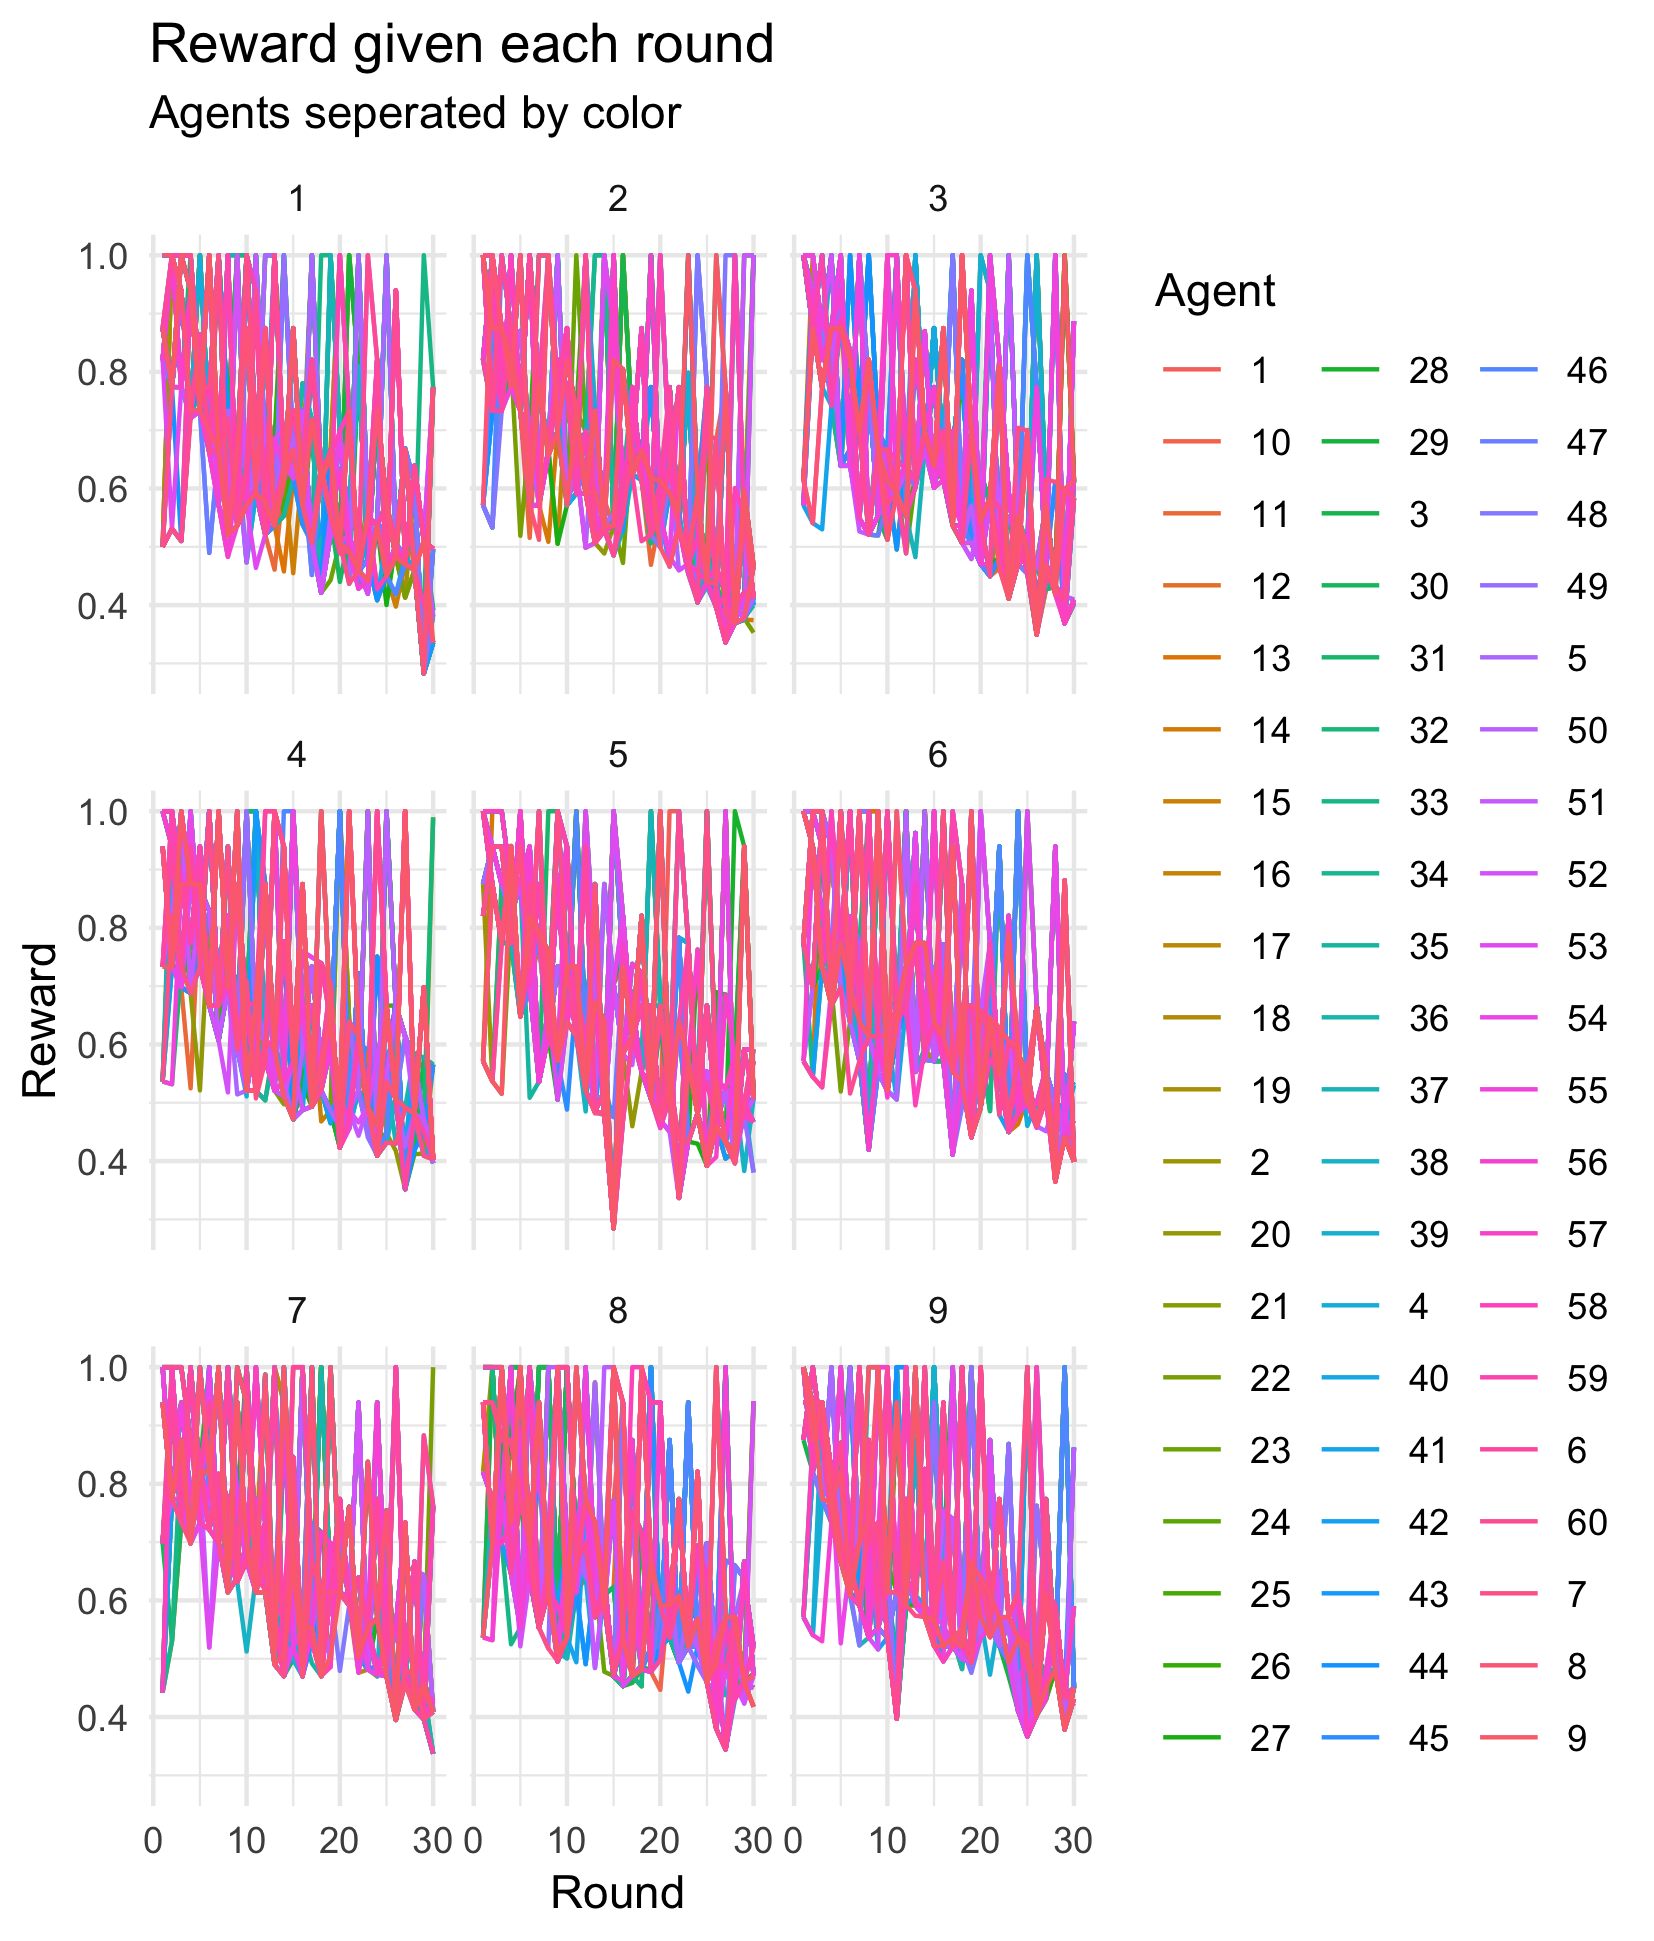 Reward given each round
Agents seperated by color
1 2 3
1.0
0.8
0.6
0.4
4 5 6
1.0
0.8
0.6
0.4
7 8 9
1.0
0.8
0.6
0.4
0 10 20 30 0 10 20 30 0 10 20 30
Round
Reward
Agent
1 28 46
10 29 47
11 3 48
12 30 49
13 31 5
14 32 50
15 33 51
16 34 52
17 35 53
18 36 54
19 37 55
2 38 56
20 39 57
21 4 58
22 40 59
23 41 6
24 42 60
25 43 7
26 44 8
27 45 9